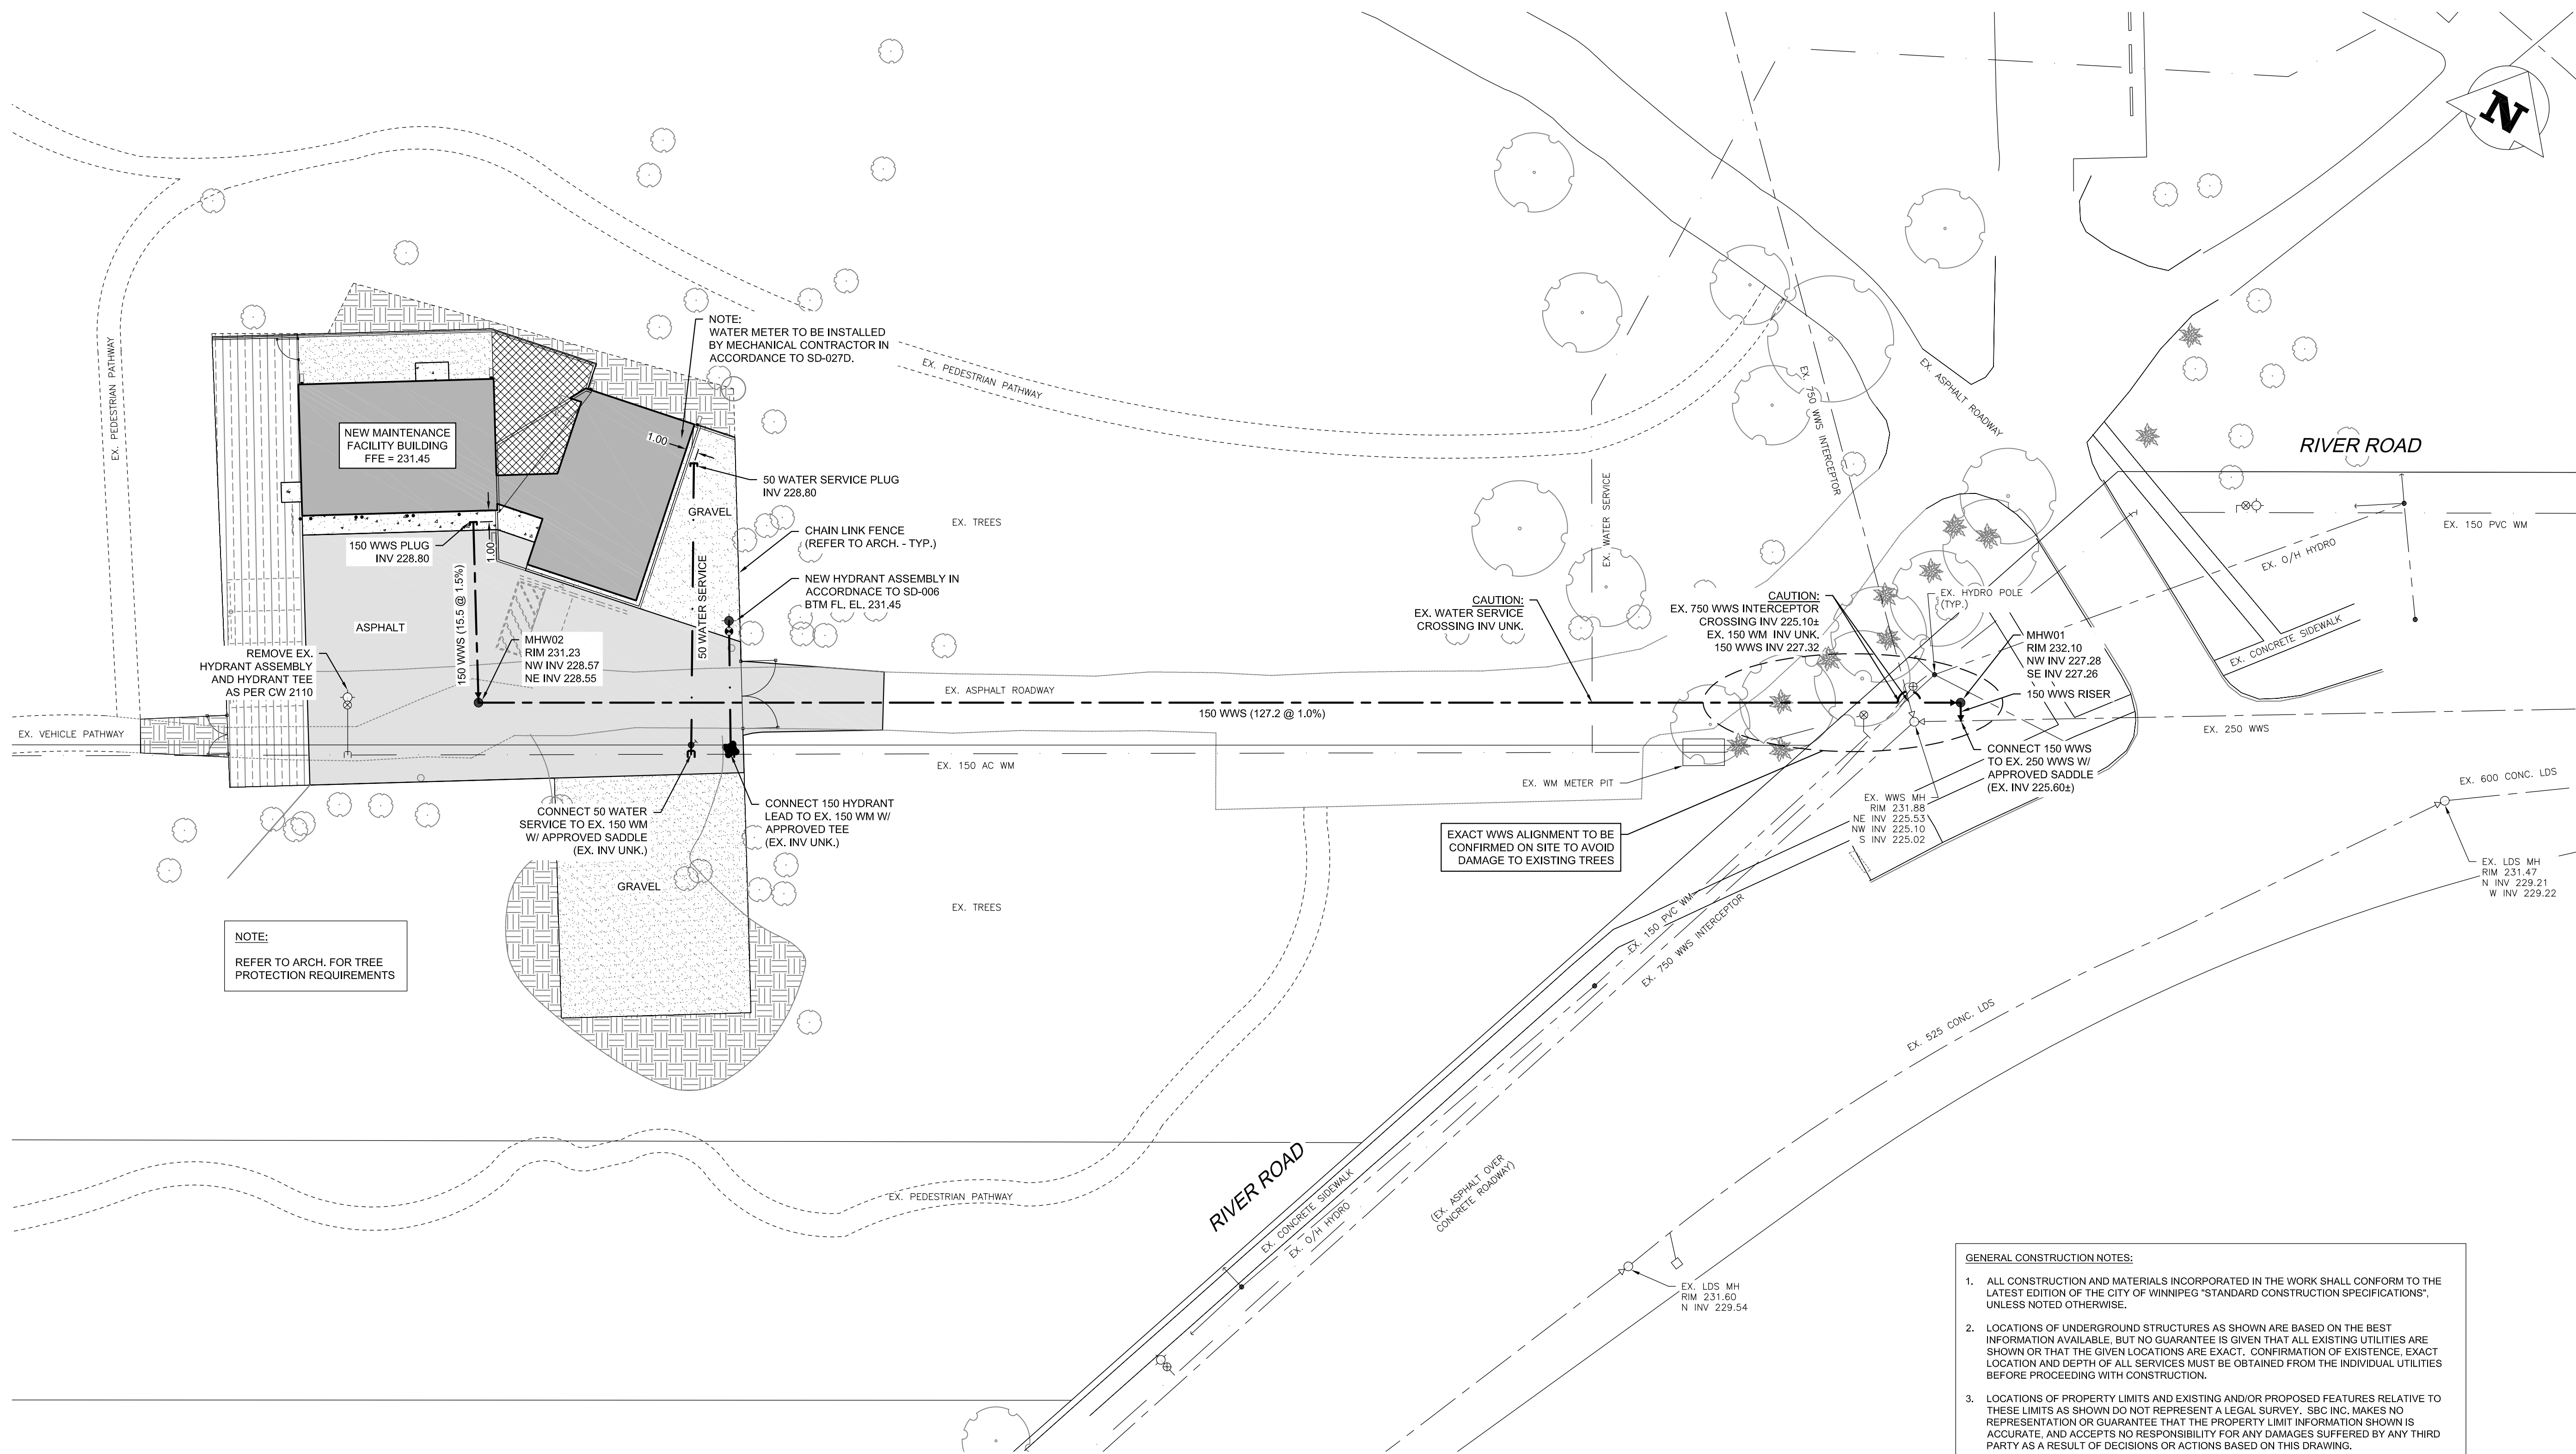 N
NOTE:
WATER METER TO BE INSTALLED
BY MECHANICAL CONTRACTOR IN
ACCORDANCE TO SD-027D.
EX. PEDESTRIAN PATHWAY
EX. PEDESTRIAN PATHWAY
NEW MAINTENANCE
FACILITY BUILDING
FFE = 231.45
1.00
50 WATER SERVICE PLUG
INV 228.80
GRAVEL
CHAIN LINK FENCE
(REFER TO ARCH. - TYP.)
EX. TREES
150 WWS PLUG
INV 228.80
1.00
NEW HYDRANT ASSEMBLY IN
ACCORDNACE TO SD-006
BTM FL. EL. 231.45
150 WWS (15.5 @ 1.5%)
50 WATER SERVICE
ASPHALT
MHW02
RIM 231.23
NW INV 228.57
NE INV 228.55
REMOVE EX.
HYDRANT ASSEMBLY
AND HYDRANT TEE
AS PER CW 2110
EX. VEHICLE PATHWAY
EX. ASPHALT ROADWAY
150 WWS (127.2 @ 1.0%)
EX. 150 AC WM
CONNECT 50 WATER
SERVICE TO EX. 150 WM
W/ APPROVED SADDLE
(EX. INV UNK.)
CONNECT 150 HYDRANT
LEAD TO EX. 150 WM W/
APPROVED TEE
(EX. INV UNK.)
GRAVEL
EX. TREES
NOTE:
REFER TO ARCH. FOR TREE
PROTECTION REQUIREMENTS
EX. PEDESTRIAN PATHWAY
EX. WATER SERVICE
EX. 750 WWS INTERCEPTOR
EX. ASPHALT ROADWAY
RIVER ROAD
EX. 150 PVC WM
EX. O/H HYDRO
EX. CONCRETE SIDEWALK
CAUTION:
EX. WATER SERVICE
CROSSING INV UNK.
CAUTION:
EX. 750 WWS INTERCEPTOR
CROSSING INV 225.10±
EX. 150 WM INV UNK.
150 WWS INV 227.32
EX. HYDRO POLE
(TYP.)
MHW01
RIM 232.10
NW INV 227.28
SE INV 227.26
150 WWS RISER
EX. 250 WWS
CONNECT 150 WWS
TO EX. 250 WWS W/
APPROVED SADDLE
(EX. INV 225.60±)
EX. WM METER PIT
EX. WWS MH
RIM 231.88
NE INV 225.53
NW INV 225.10
S INV 225.02
EXACT WWS ALIGNMENT TO BE
CONFIRMED ON SITE TO AVOID
DAMAGE TO EXISTING TREES
EX. 600 CONC. LDS
EX. LDS MH
RIM 231.47
N INV 229.21
W INV 229.22
EX. 150 PVC WM
EX. 750 WWS INTERCEPTOR
EX. 525 CONC. LDS
RIVER ROAD
EX. CONCRETE SIDEWALK
EX. O/H HYDRO
(EX. ASPHALT OVER
CONCRETE ROADWAY)
EX. LDS MH
RIM 231.60
N INV 229.54
GENERAL CONSTRUCTION NOTES:
1. ALL CONSTRUCTION AND MATERIALS INCORPORATED IN THE WORK SHALL CONFORM TO THE
LATEST EDITION OF THE CITY OF WINNIPEG "STANDARD CONSTRUCTION SPECIFICATIONS",
UNLESS NOTED OTHERWISE.
2. LOCATIONS OF UNDERGROUND STRUCTURES AS SHOWN ARE BASED ON THE BEST
INFORMATION AVAILABLE, BUT NO GUARANTEE IS GIVEN THAT ALL EXISTING UTILITIES ARE
SHOWN OR THAT THE GIVEN LOCATIONS ARE EXACT. CONFIRMATION OF EXISTENCE, EXACT
LOCATION AND DEPTH OF ALL SERVICES MUST BE OBTAINED FROM THE INDIVIDUAL UTILITIES
BEFORE PROCEEDING WITH CONSTRUCTION.
3. LOCATIONS OF PROPERTY LIMITS AND EXISTING AND/OR PROPOSED FEATURES RELATIVE TO
THESE LIMITS AS SHOWN DO NOT REPRESENT A LEGAL SURVEY. SBC INC. MAKES NO
REPRESENTATION OR GUARANTEE THAT THE PROPERTY LIMIT INFORMATION SHOWN IS
ACCURATE, AND ACCEPTS NO RESPONSIBILITY FOR ANY DAMAGES SUFFERED BY ANY THIRD
PARTY AS A RESULT OF DECISIONS OR ACTIONS BASED ON THIS DRAWING.